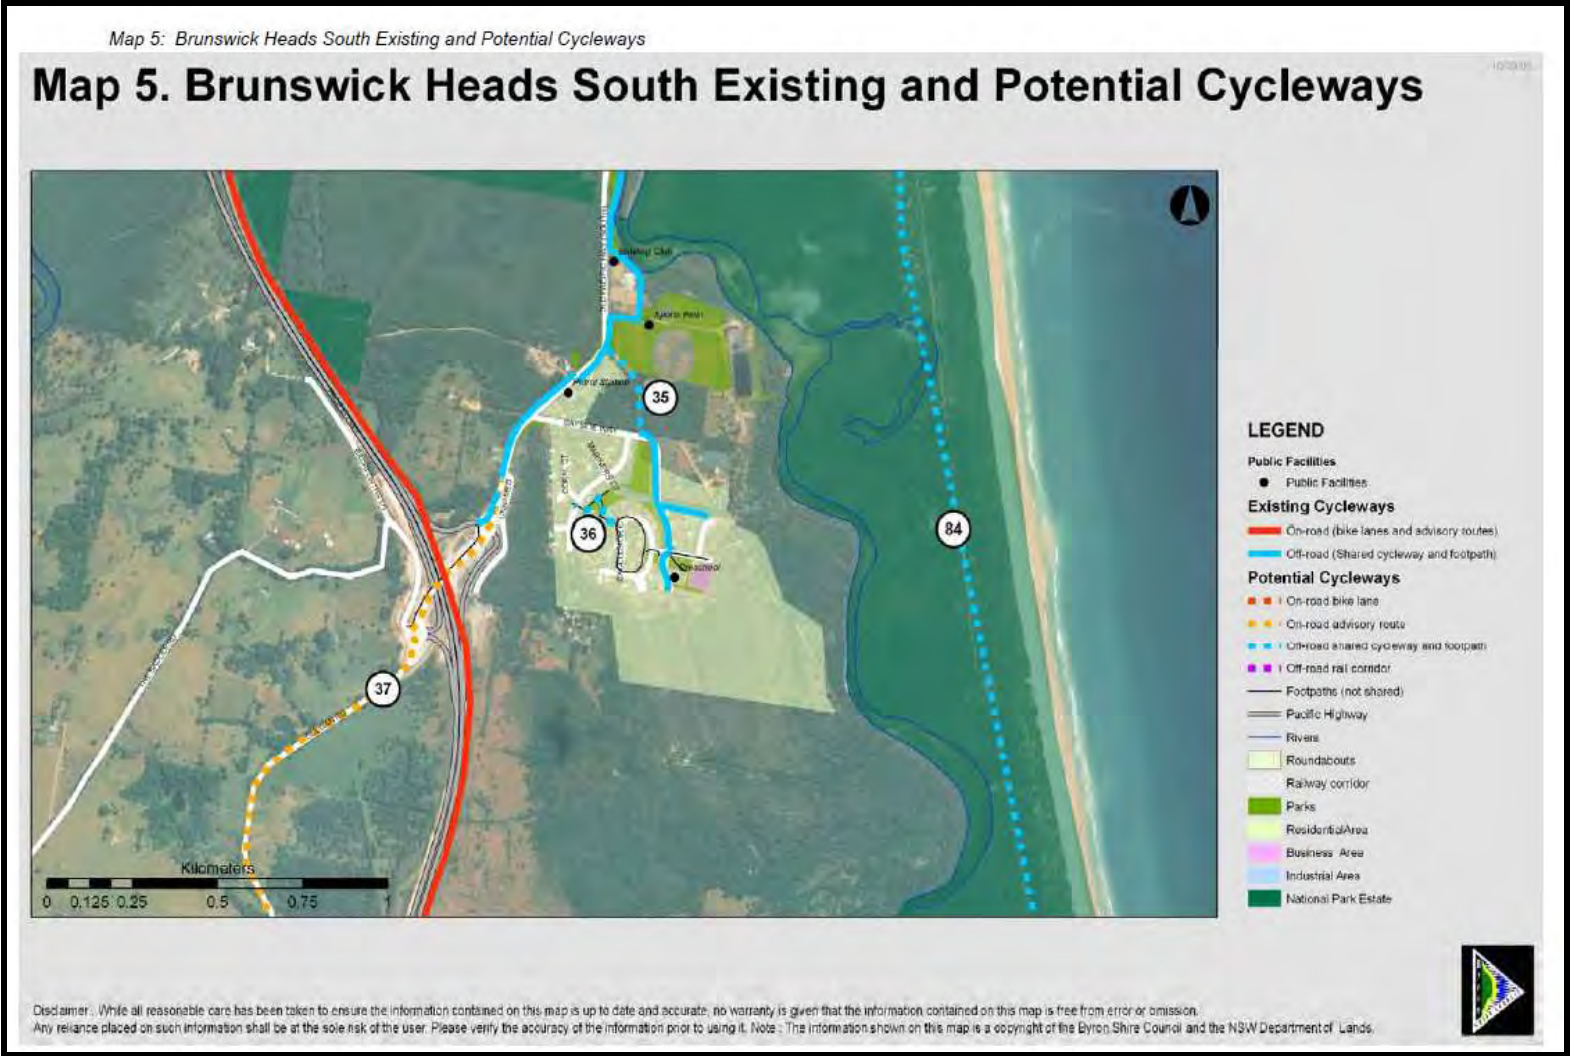 Map 5: Brunswick Heads South Existing and Potential Cycleways
Map 5. Brunswick Heads South Existing and Potential Cycleways
Sports Field
Petrol Station
35
36
Preschool
84
37
Kilometers
0 0.125 0.25 0.5 0.75 1
LEGEND
Public Facilities
Public Facilities
Existing Cycleways
On-road (bike lanes and advisory routes)
Off-road (Shared cycleway and footpath)
Potential Cycleways
On-road bike lane
On-road advisory route
Off-road shared cycleway and footpath
Off-road rail corridor
Footpaths (not shared)
Pacific Highway
Rivers
Roundabouts
Railway corridor
Parks
ResidentialArea
Business Area
Industrial Area
National Park Estate
Disclaimer : While all reasonable care has been taken to ensure the information contained on this map is up to date and accurate, no warranty is given that the information contained on this map is free from error or omission.
Any reliance placed on such information shall be at the sole risk of the user. Please verify the accuracy of the information prior to using it. Note : The information shown on this map is a copyright of the Byron Shire Council and the NSW Department of Lands.